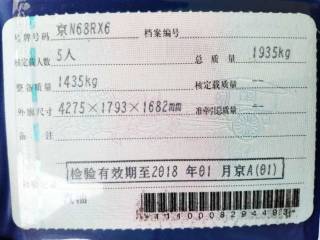 号牌号码 京N68RX6 档案编号
核定载人数 5人 总质量 1935kg
整备质量 1435kg 核定载质量 --
外廓尺寸 4275×1793×1682mm 准牵引总质量 --
备注
检验有效期至2018 年01 月京A(01)